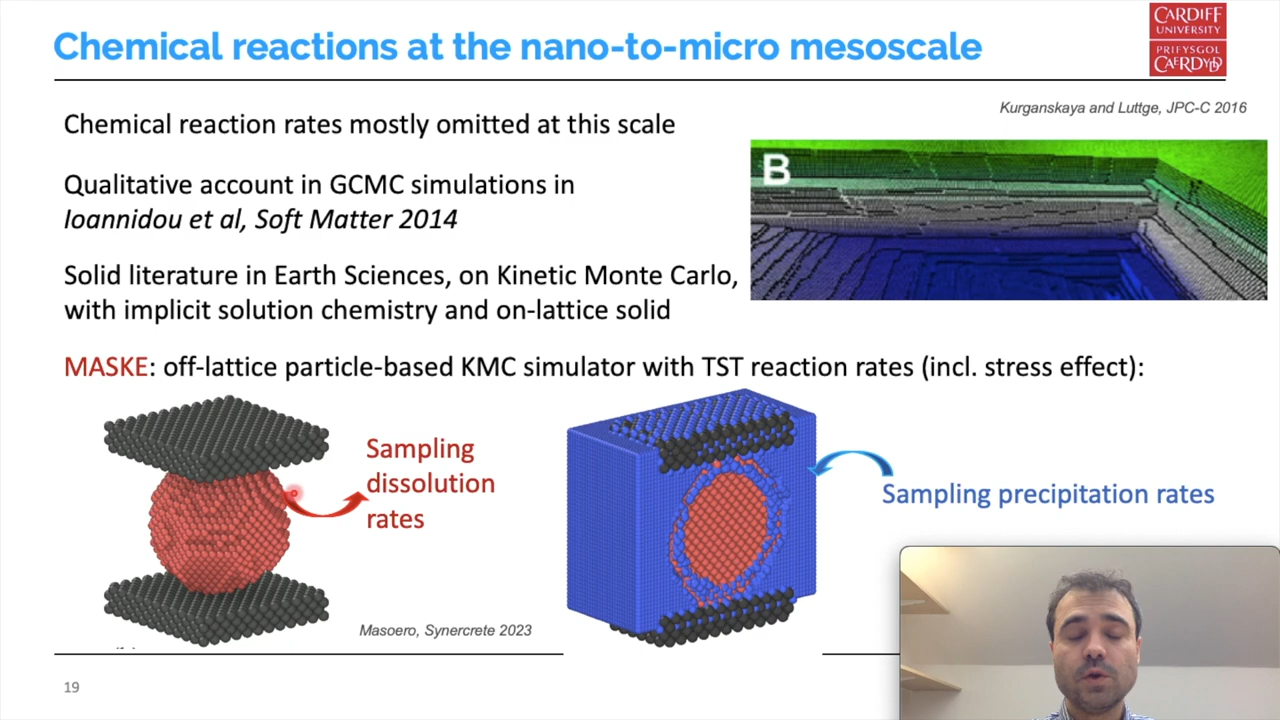 Chemical reactions at the nano-to-micro mesoscale
CARDIFF
UNIVERSITY
PRIFYSGOL
CAERDYDD
Kurganskaya and Luttge, JPC-C 2016
Chemical reaction rates mostly omitted at this scale
B
Qualitative account in GCMC simulations in
Ioannidou et al, Soft Matter 2014
Solid literature in Earth Sciences, on Kinetic Monte Carlo,
with implicit solution chemistry and on-lattice solid
MASKE: off-lattice particle-based KMC simulator with TST reaction rates (incl. stress effect):
Sampling
dissolution
rates
Sampling precipitation rates
Masoero, Synercrete 2023
19